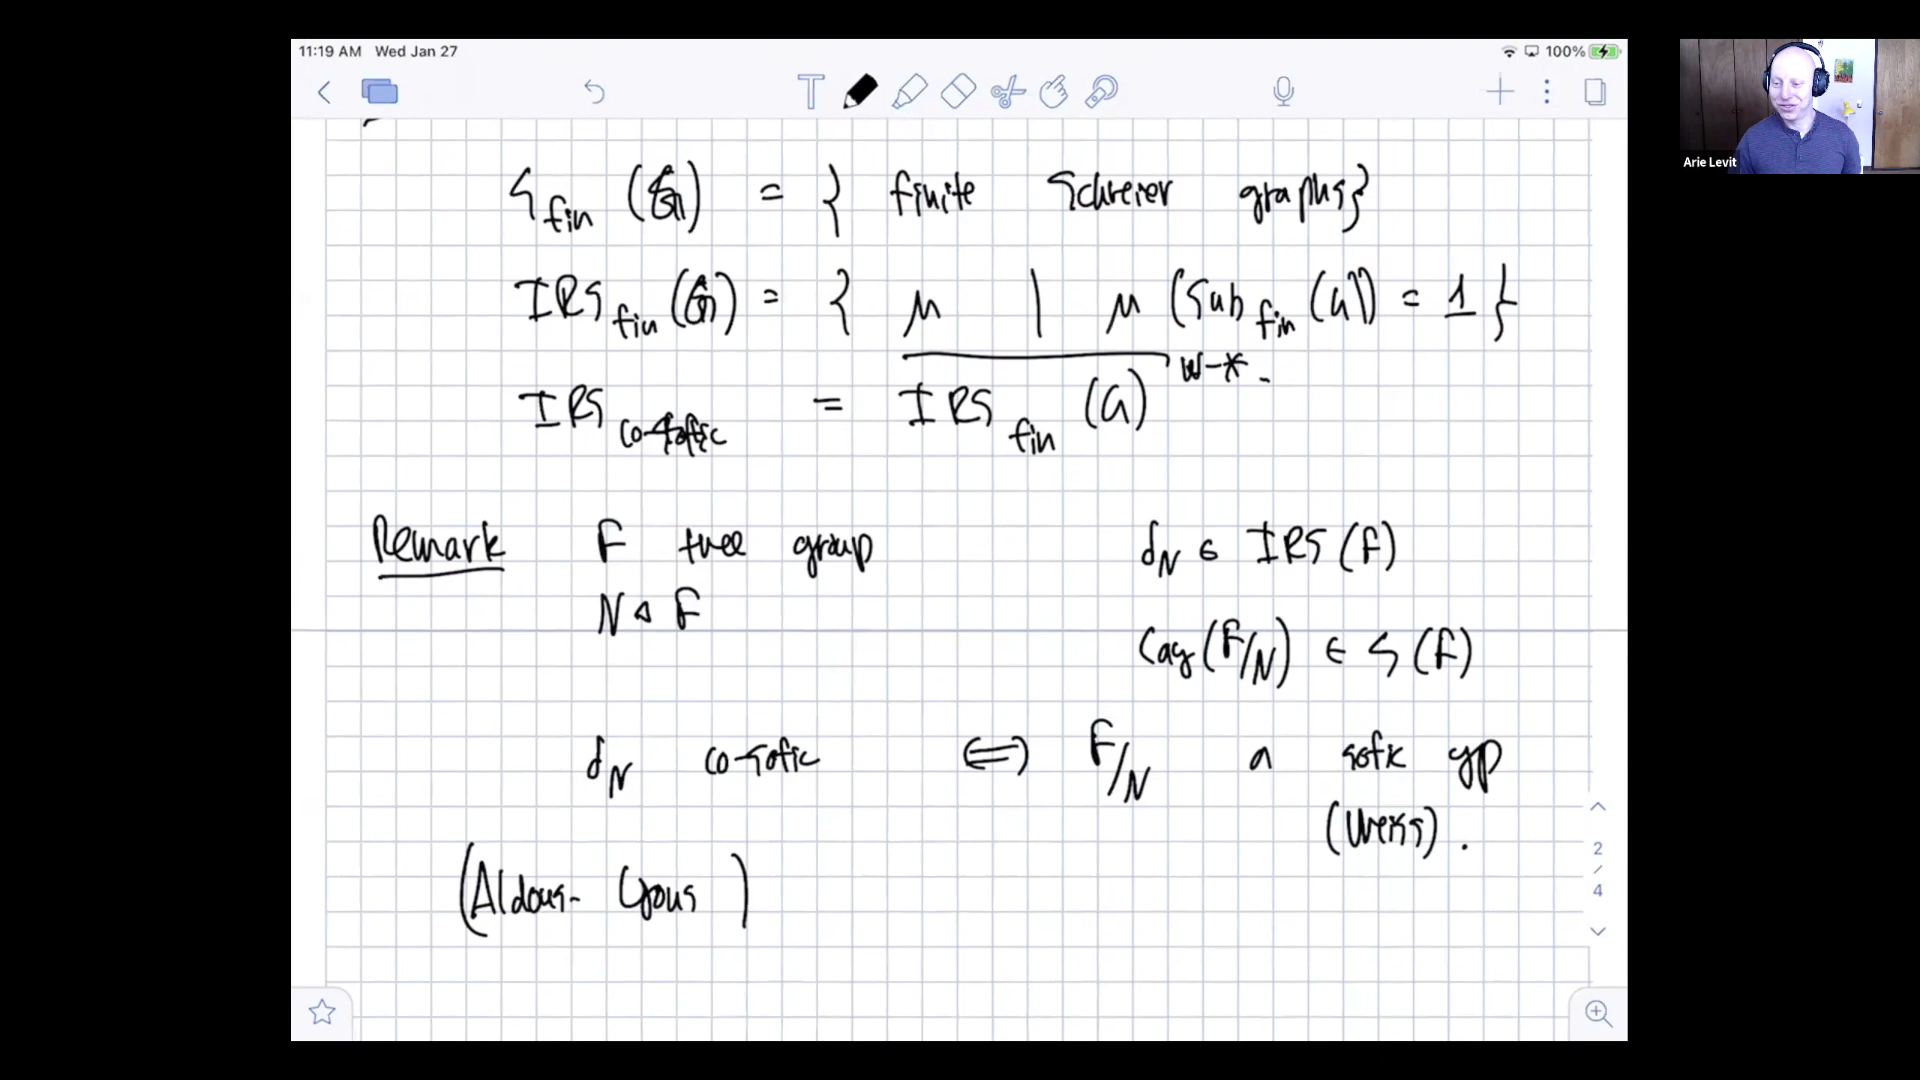 11:19 AM Wed Jan 27
100%
T
Arie Levit
S_fin (G) = { finite Schreier graphs}
IRS_fin (G) = { μ | μ (Sub_fin (G)) = 1 }
IRS_co-sofic = \overline{IRS_fin (G)}^{w-*}.
Remark F free group δ_N ∈ IRS (F)
N ◁ F
Cay (F/N) ∈ S (F)
δ_N co-sofic ⟺ F/N a sofic gp
(Weiss).
(Aldous- Lyons )
2
/
4